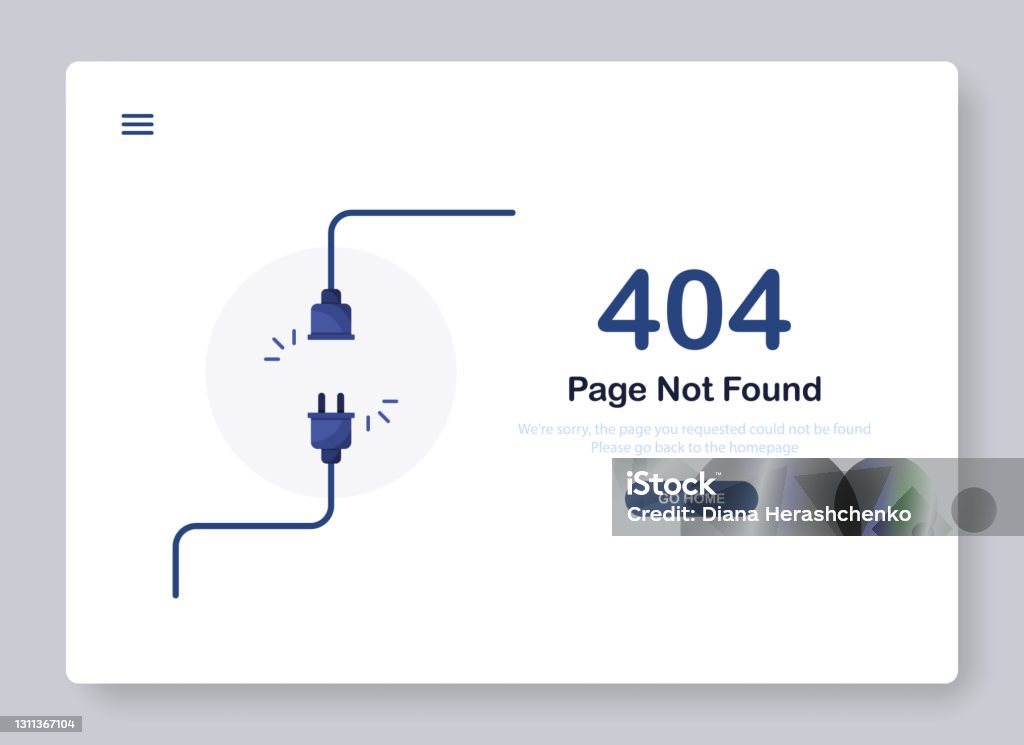 404
Page Not Found
We're sorry, the page you requested could not be found
Please go back to the homepage
iStock™
GO HOME
Credit: Diana Herashchenko
1311367104